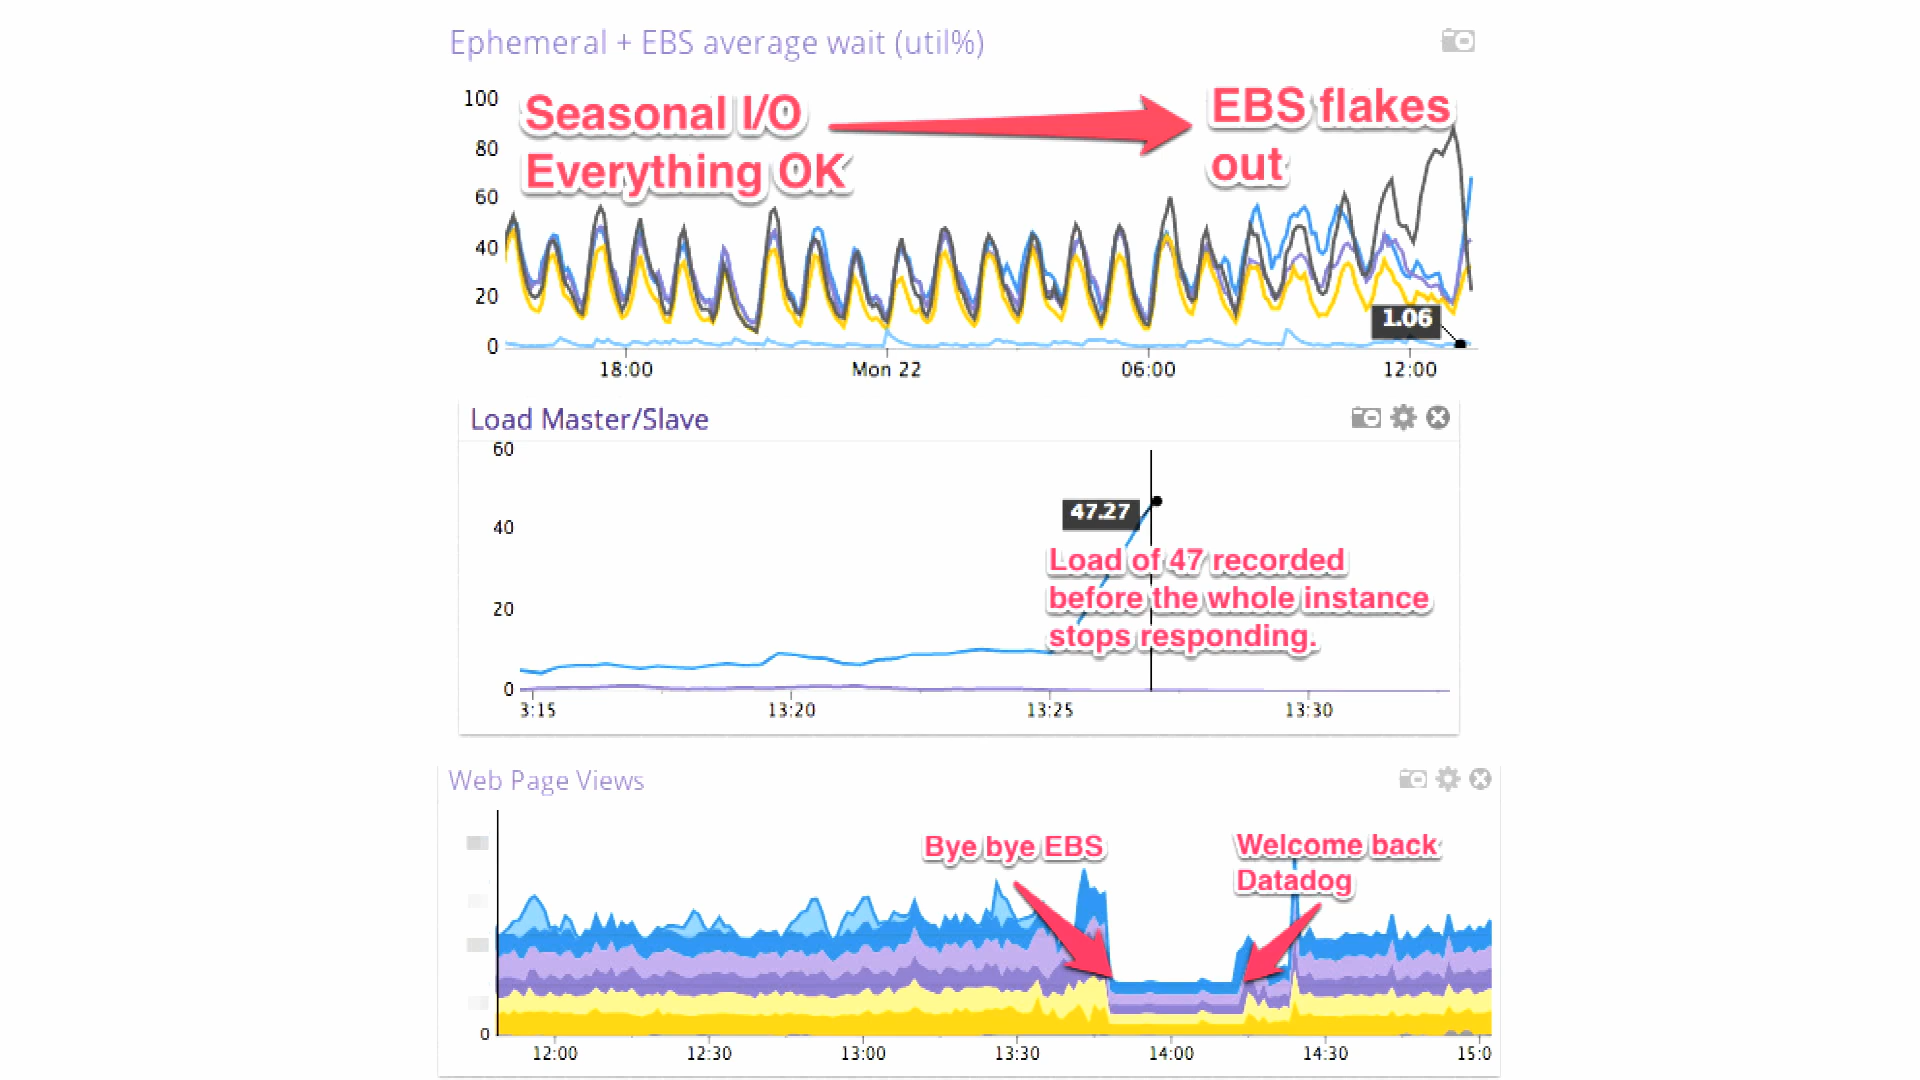 Ephemeral + EBS average wait (util%)
100
Seasonal I/O
Everything OK
EBS flakes
out
80
60
40
20
0
1.06
18:00
Mon 22
06:00
12:00
Load Master/Slave
60
40
20
0
47.27
Load of 47 recorded
before the whole instance
stops responding.
3:15
13:20
13:25
13:30
Web Page Views
Bye bye EBS
Welcome back
Datadog
0
12:00
12:30
13:00
13:30
14:00
14:30
15:0